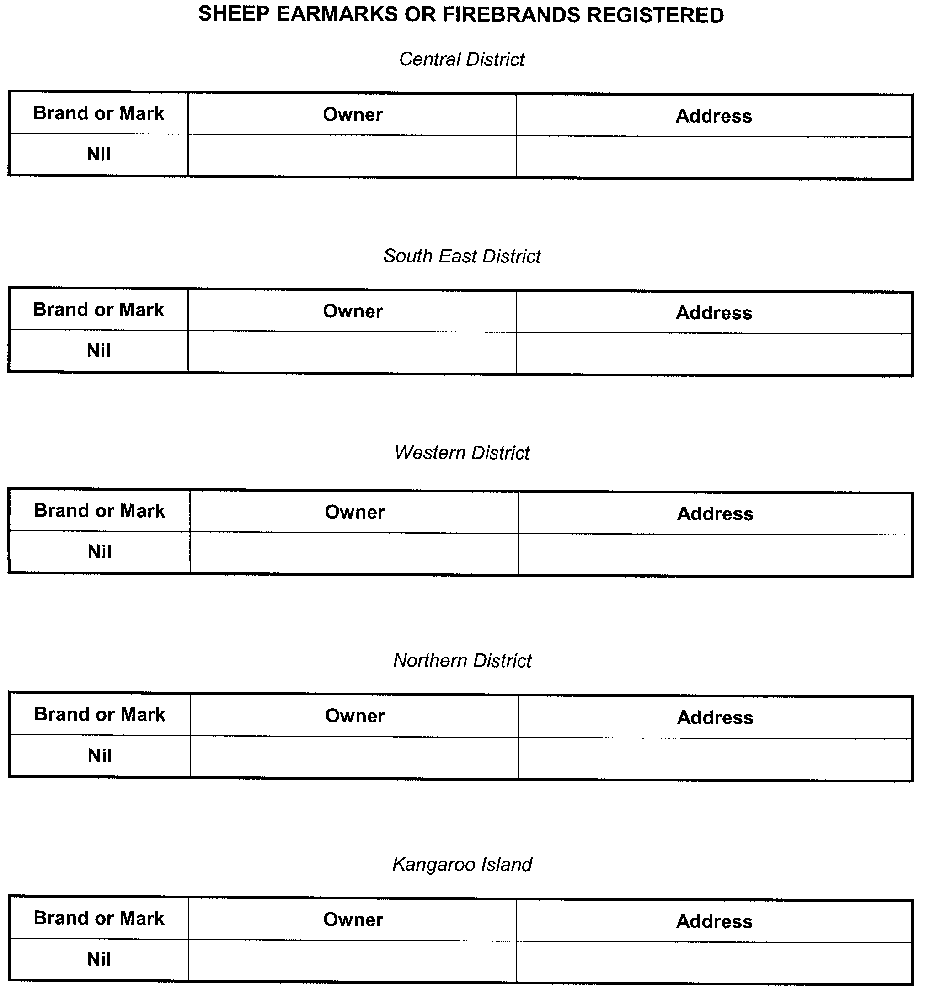 SHEEP EARMARKS OR FIREBRANDS REGISTERED
Central District
Brand or Mark Owner Address
Nil
South East District
Brand or Mark Owner Address
Nil
Western District
Brand or Mark Owner Address
Nil
Northern District
Brand or Mark Owner Address
Nil
Kangaroo Island
Brand or Mark Owner Address
Nil